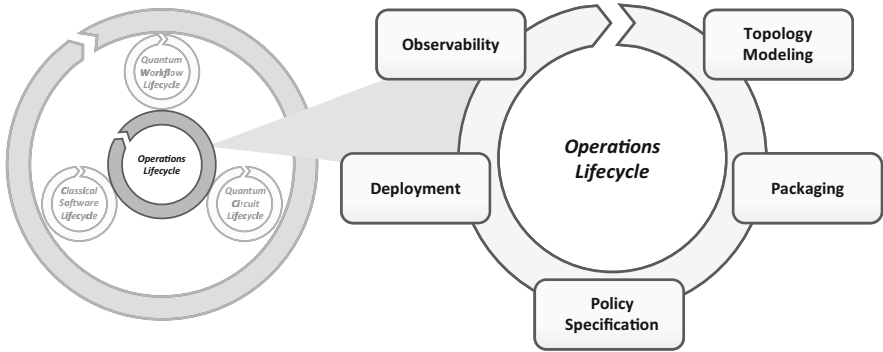 Quantum
Workflow
Lifecycle
Operations
Lifecycle
Classical
Software
Lifecycle
Quantum
Circuit
Lifecycle
Observability
Topology
Modeling
Operations
Lifecycle
Deployment
Packaging
Policy
Specification